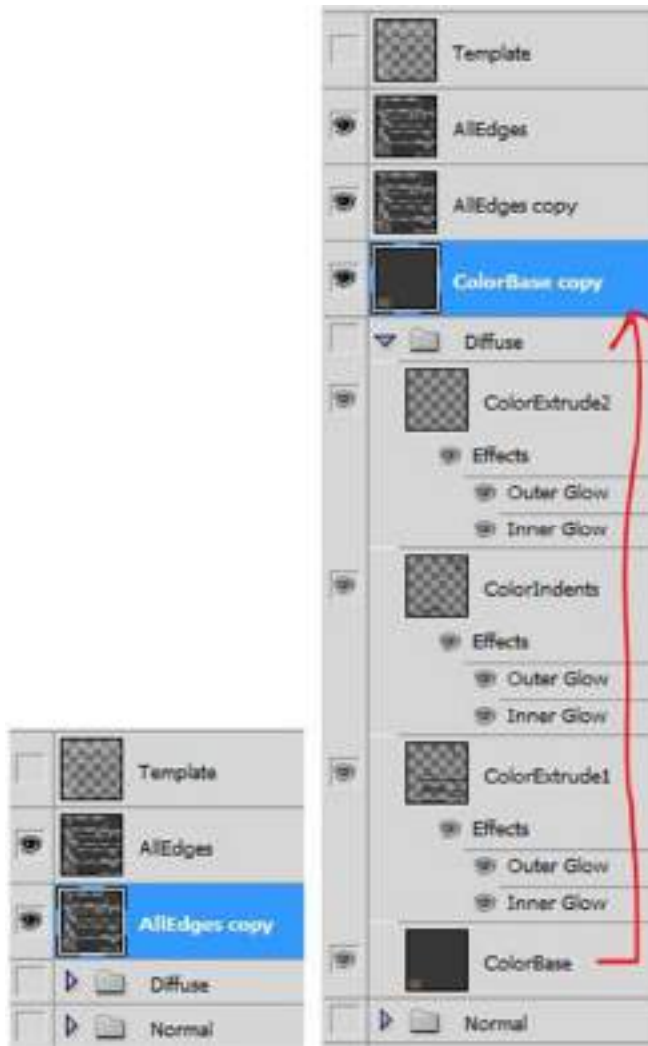 Template
AllEdges
AllEdges copy
Diffuse
Normal
Template
AllEdges
AllEdges copy
ColorBase copy
Diffuse
ColorExtrude2
Effects
Outer Glow
Inner Glow
ColorIndents
Effects
Outer Glow
Inner Glow
ColorExtrude1
Effects
Outer Glow
Inner Glow
ColorBase
Normal